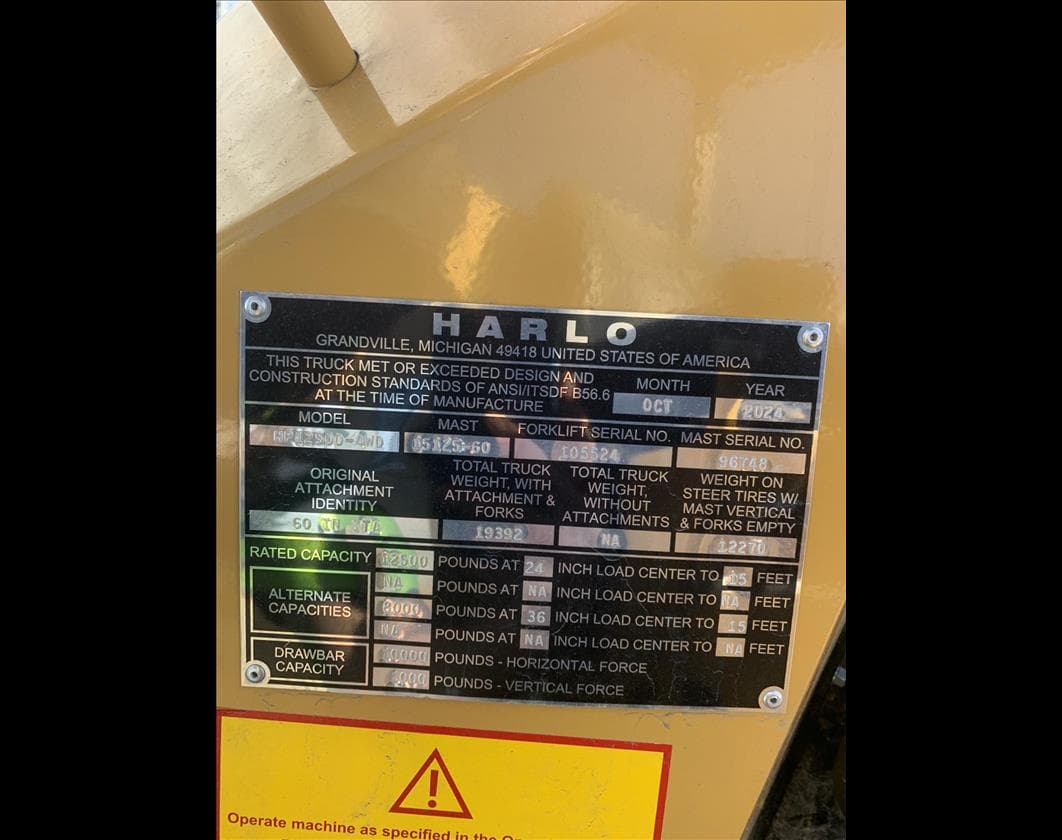 HARLO
GRANDVILLE, MICHIGAN 49418 UNITED STATES OF AMERICA
THIS TRUCK MET OR EXCEEDED DESIGN AND
CONSTRUCTION STANDARDS OF ANSI/ITSDF B56.6
AT THE TIME OF MANUFACTURE
MONTH YEAR
OCT 2024
MODEL MAST FORKLIFT SERIAL NO. MAST SERIAL NO.
15125-60 105524 96748
ORIGINAL
ATTACHMENT
IDENTITY
TOTAL TRUCK
WEIGHT, WITH
ATTACHMENT &
FORKS
TOTAL TRUCK
WEIGHT,
WITHOUT
ATTACHMENTS
WEIGHT ON
STEER TIRES W/
MAST VERTICAL
& FORKS EMPTY
60 IN 19392 NA 12270
RATED CAPACITY 12500 POUNDS AT 24 INCH LOAD CENTER TO 15 FEET
ALTERNATE
CAPACITIES
NA POUNDS AT NA INCH LOAD CENTER TO NA FEET
POUNDS AT 36 INCH LOAD CENTER TO 15 FEET
NA POUNDS AT NA INCH LOAD CENTER TO NA FEET
DRAWBAR
CAPACITY
POUNDS - HORIZONTAL FORCE
POUNDS - VERTICAL FORCE
Operate machine as specified in the